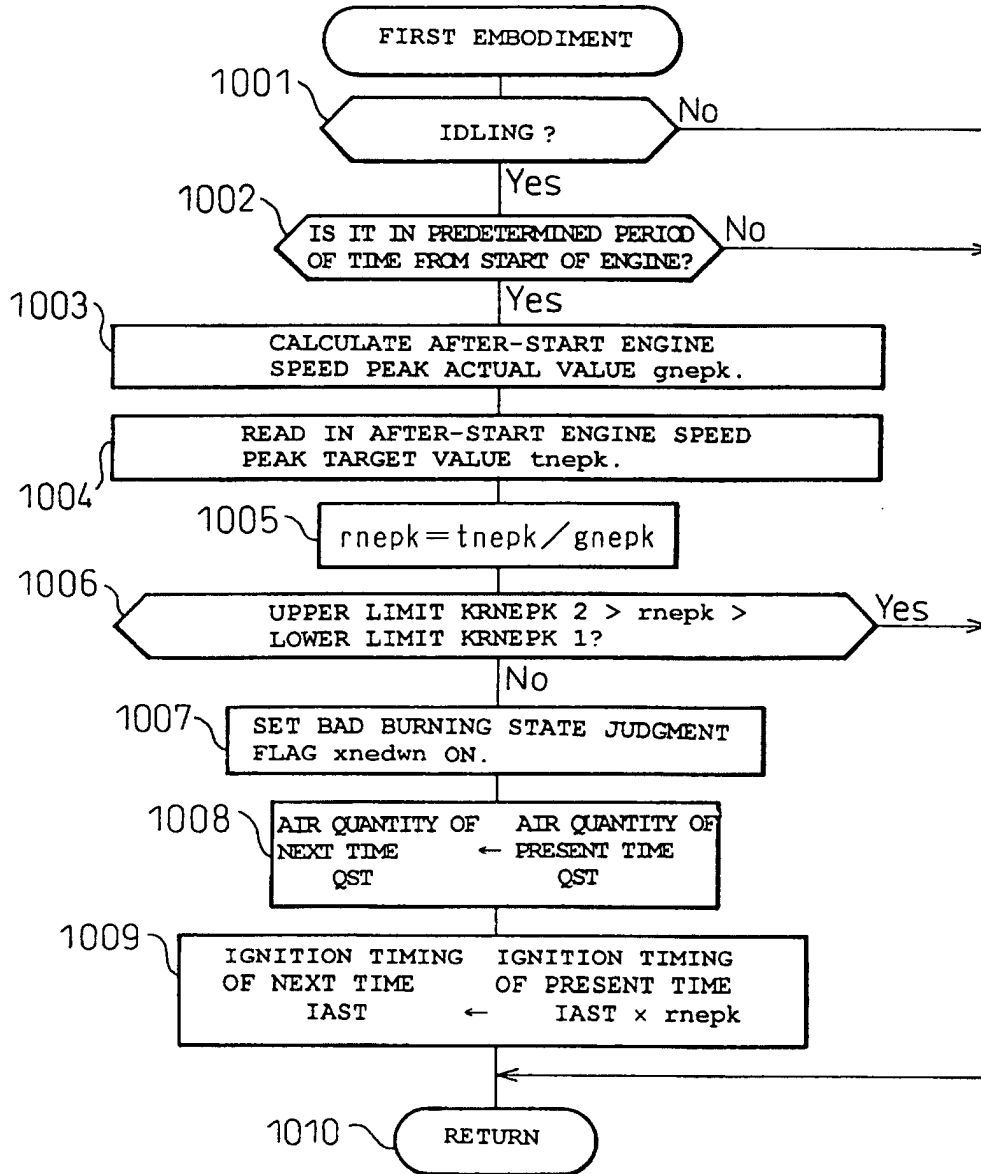 FIRST EMBODIMENT
1001
IDLING ?
No
Yes
1002
IS IT IN PREDETERMINED PERIOD
OF TIME FROM START OF ENGINE?
No
Yes
1003
CALCULATE AFTER-START ENGINE
SPEED PEAK ACTUAL VALUE gnepk.
READ IN AFTER-START ENGINE SPEED
PEAK TARGET VALUE tnepk.
1004
1005
rnepk=tnepk/gnepk
1006
UPPER LIMIT KRNEPK 2 > rnepk >
LOWER LIMIT KRNEPK 1?
Yes
No
1007
SET BAD BURNING STATE JUDGMENT
FLAG xnedwn ON.
1008
AIR QUANTITY OF AIR QUANTITY OF
NEXT TIME ← PRESENT TIME
QST QST
1009
IGNITION TIMING IGNITION TIMING
OF NEXT TIME OF PRESENT TIME
IAST ← IAST × rnepk
1010
RETURN